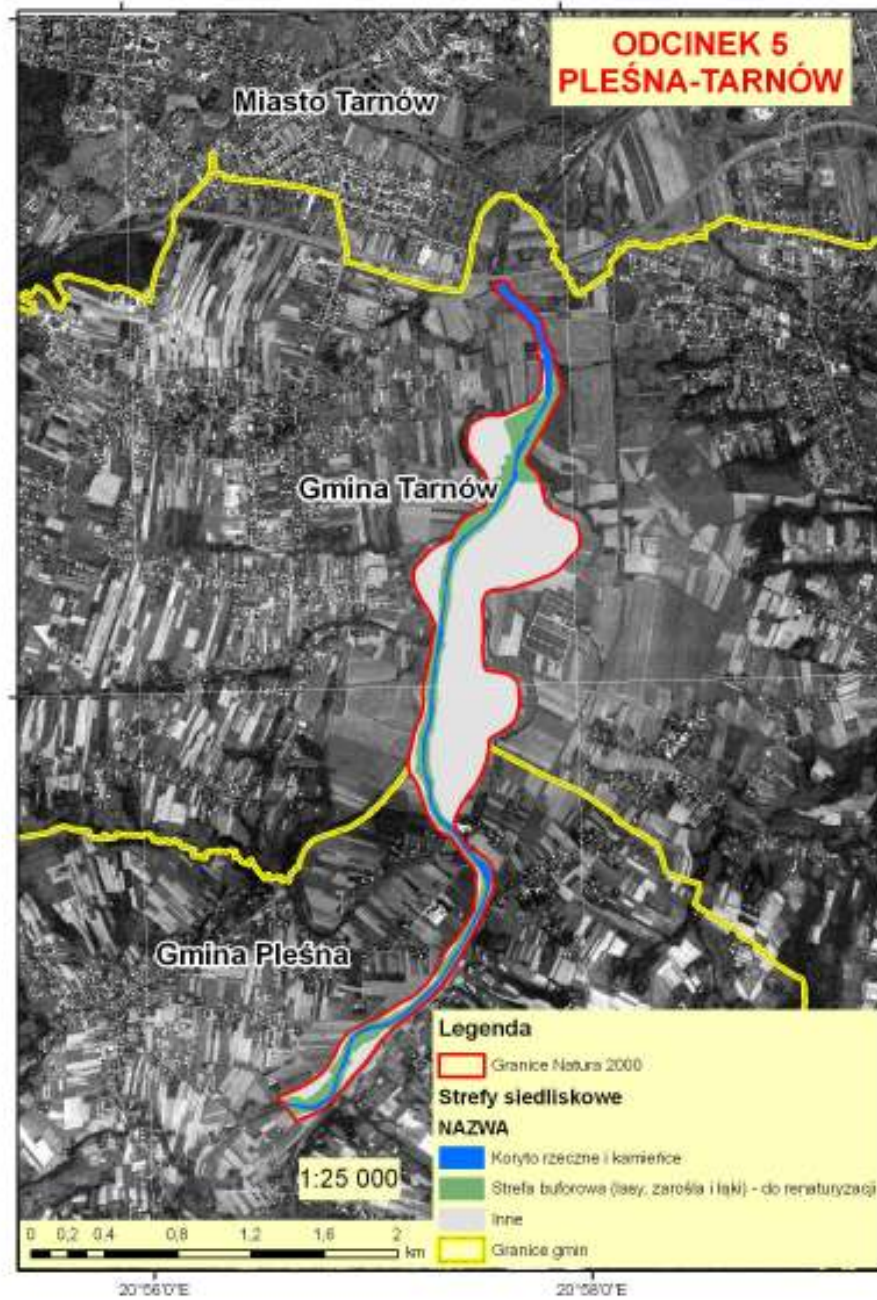 ODCINEK 5
PLEŚNA-TARNÓW
Miasto Tarnów
Gmina Tarnów
Gmina Pleśna
Legenda
Granice Natura 2000
Strefy siedliskowe
NAZWA
Koryto rzeczne i kamieńce
Strefa buforowa (lasy, zarośla i łąki) - do renaturyzacji
Inne
Granice gmin
1:25 000
0 0,2 0,4 0,8 1,2 1,6 2
km
20°56'0"E 20°58'0"E